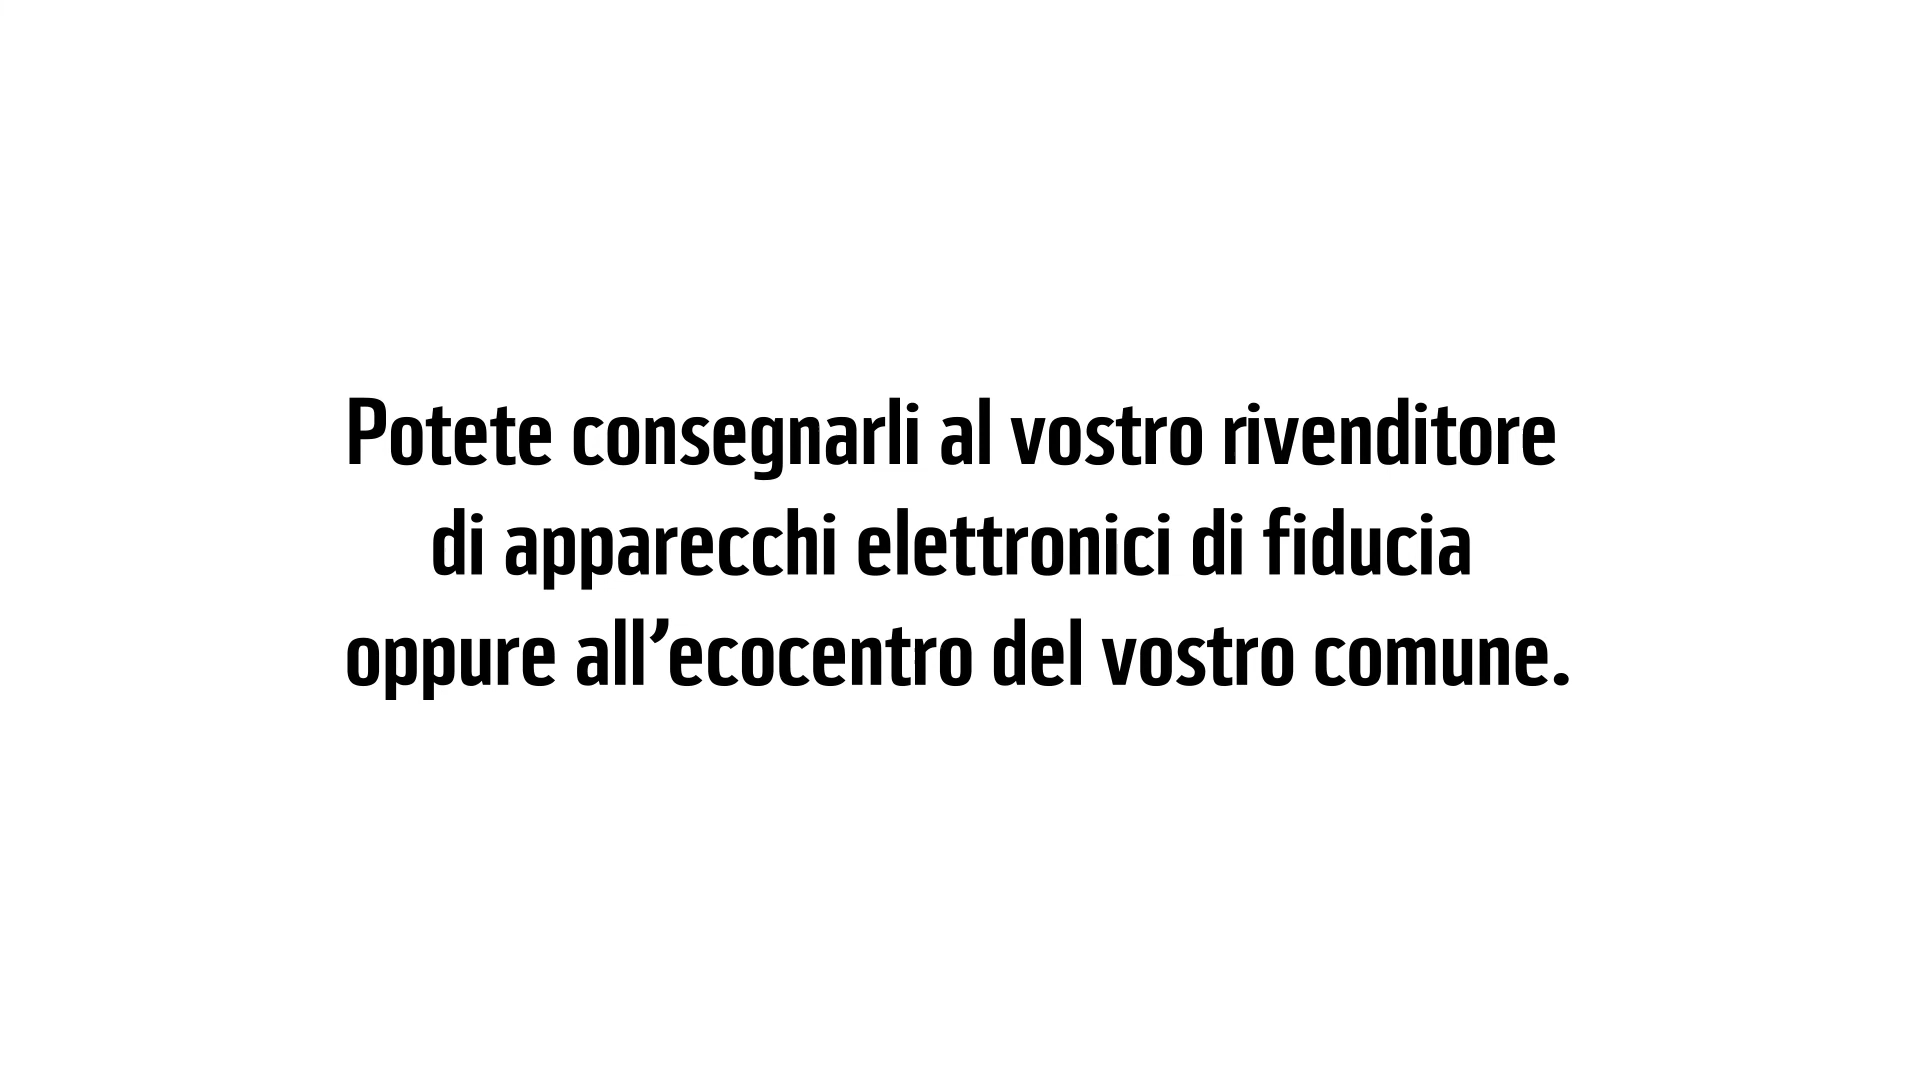 Potete consegnarli al vostro rivenditore
di apparecchi elettronici di fiducia
oppure all’ecocentro del vostro comune.